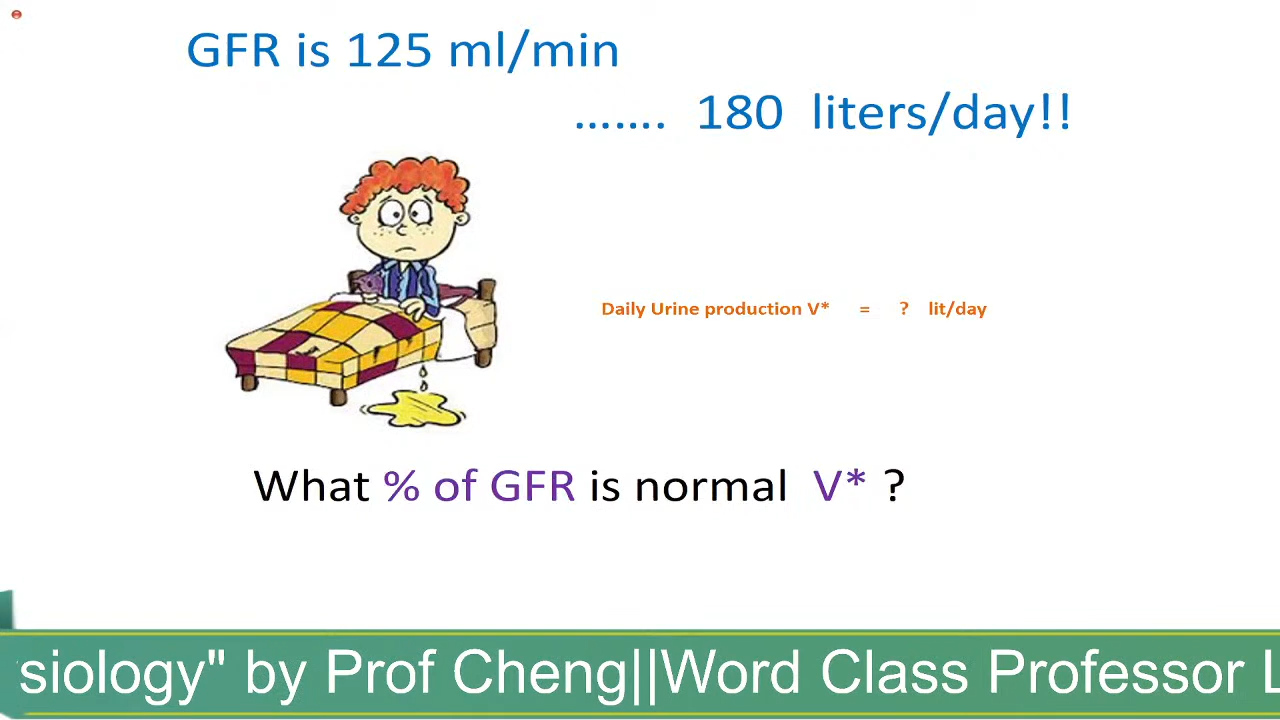 GFR is 125 ml/min
……. 180 liters/day!!
Daily Urine production V* = ? lit/day
What % of GFR is normal V* ?
siology" by Prof Cheng||Word Class Professor L